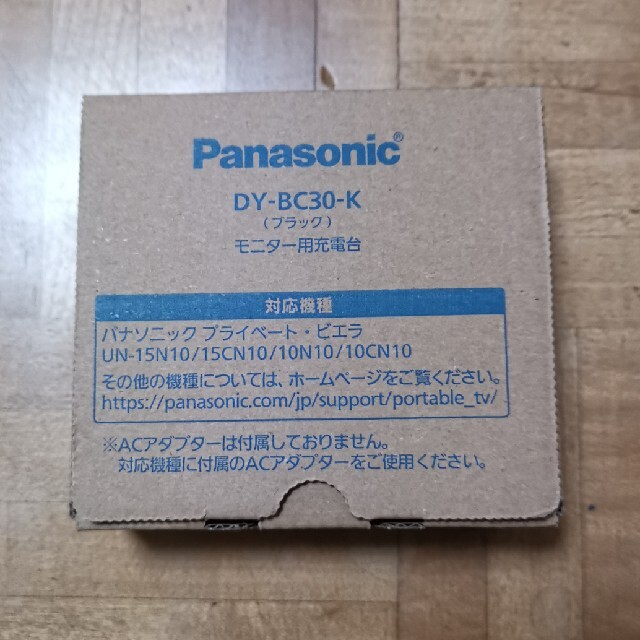 Panasonic®
DY-BC30-K
(ブラック)
モニター用充電台
対応機種
パナソニック プライベート・ビエラ
UN-15N10/15CN10/10N10/10CN10
その他の機種については、ホームページをご覧ください。
https://panasonic.com/jp/support/portable_tv/
※ACアダプターは付属しておりません。
対応機種に付属のACアダプターをご使用ください。